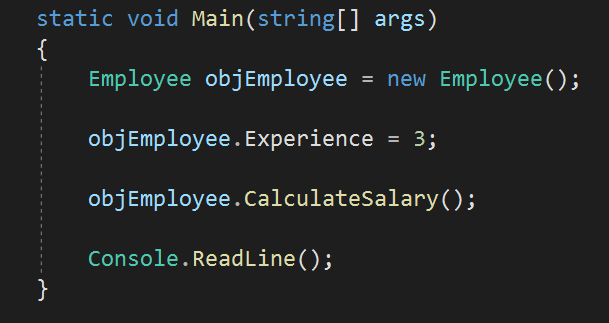 static void Main(string[] args)
{
Employee objEmployee = new Employee();
objEmployee.Experience = 3;
objEmployee.CalculateSalary();
Console.ReadLine();
}